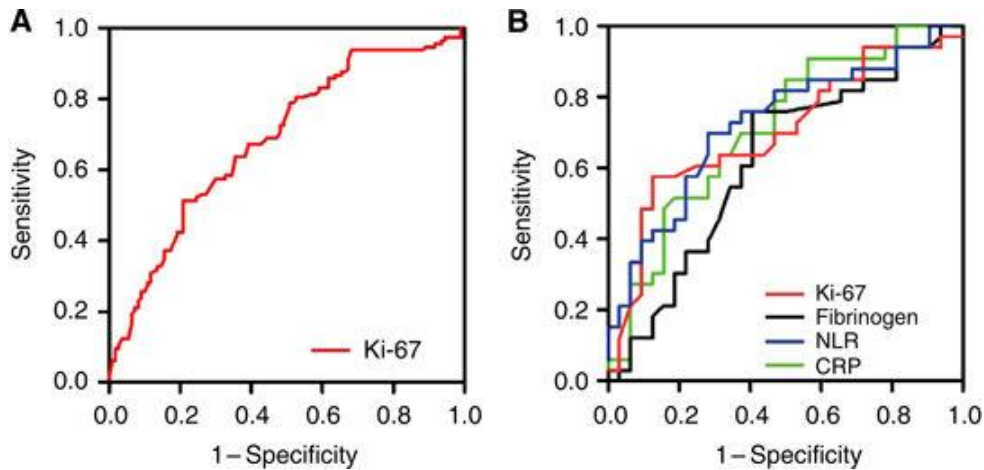 A
1.0
0.8
0.6
0.4
0.2
0.0
Sensitivity
Ki-67
0.0 0.2 0.4 0.6 0.8 1.0
1–Specificity
B
1.0
0.8
0.6
0.4
0.2
0.0
Sensitivity
Ki-67
Fibrinogen
NLR
CRP
0.0 0.2 0.4 0.6 0.8 1.0
1–Specificity